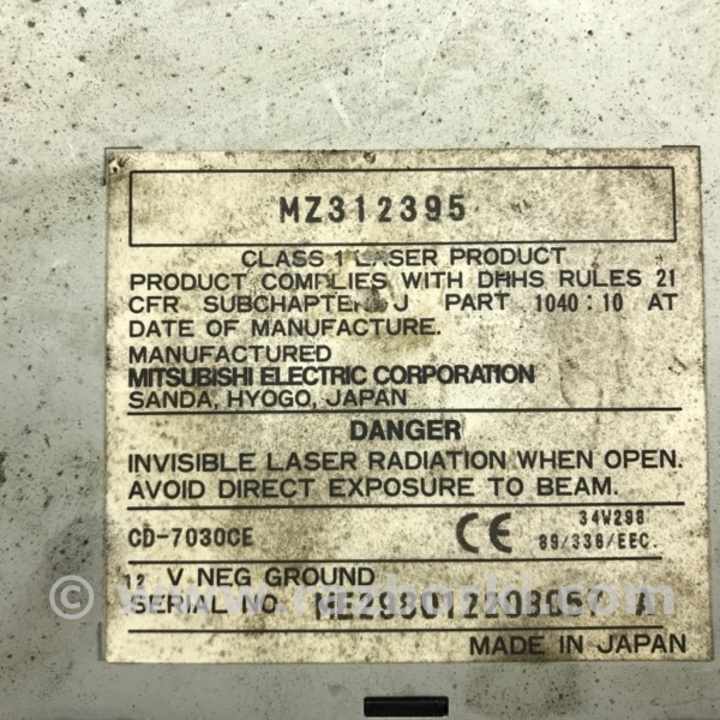 MZ312395
CLASS 1 LASER PRODUCT
PRODUCT COMPLIES WITH DHHS RULES 21
CFR SUBCHAPTER J PART 1040:10 AT
DATE OF MANUFACTURE.
MANUFACTURED
MITSUBISHI ELECTRIC CORPORATION
SANDA, HYOGO, JAPAN
DANGER
INVISIBLE LASER RADIATION WHEN OPEN.
AVOID DIRECT EXPOSURE TO BEAM.
CD-7030CE CE 34W298
89/336/EEC.
12 V NEG GROUND
SERIAL NO. A
MADE IN JAPAN